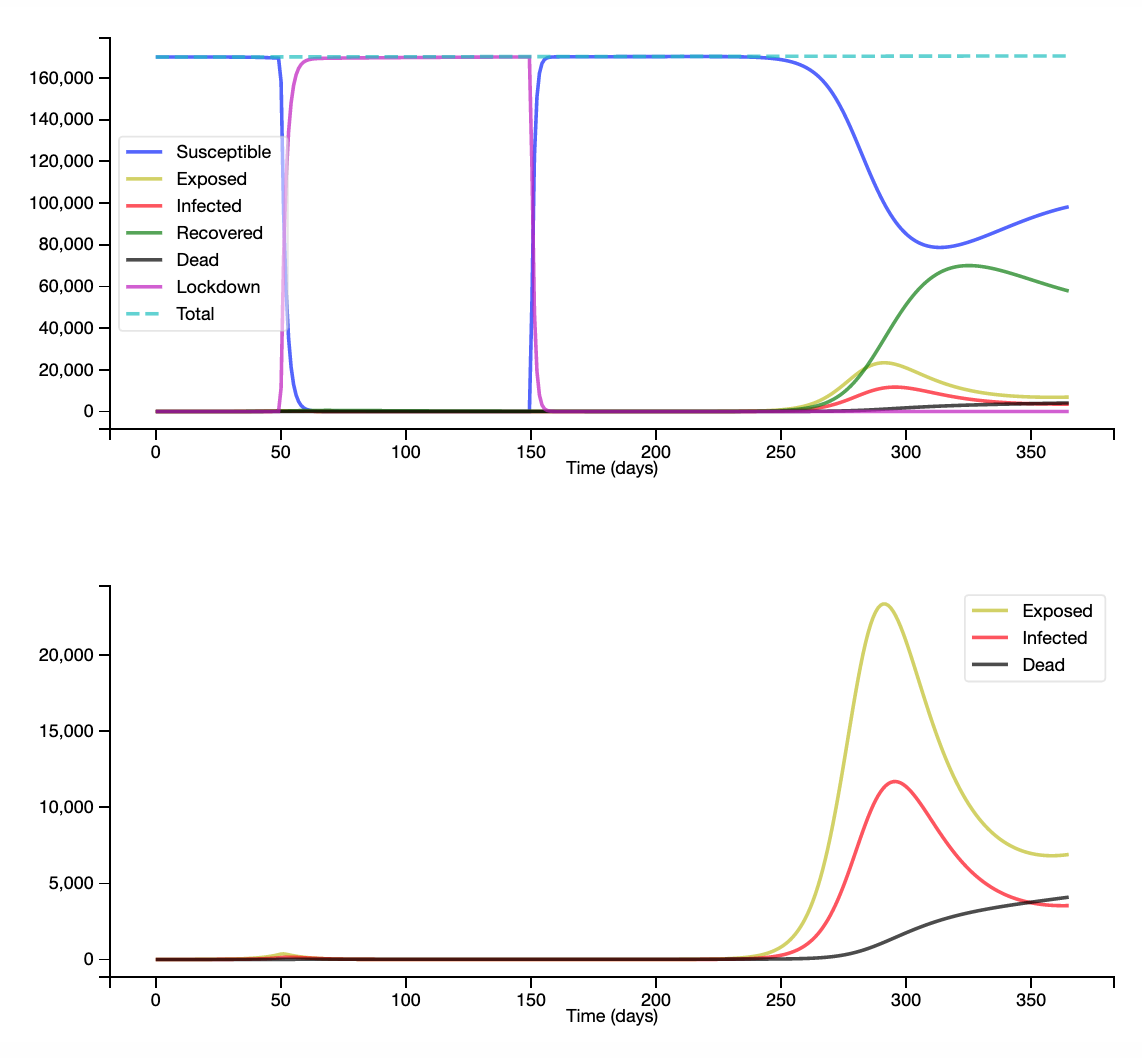 160,000
140,000
120,000
100,000
80,000
60,000
40,000
20,000
0
Susceptible
Exposed
Infected
Recovered
Dead
Lockdown
Total
0 50 100 150 200 250 300 350
Time (days)
20,000
15,000
10,000
5,000
0
Exposed
Infected
Dead
0 50 100 150 200 250 300 350
Time (days)